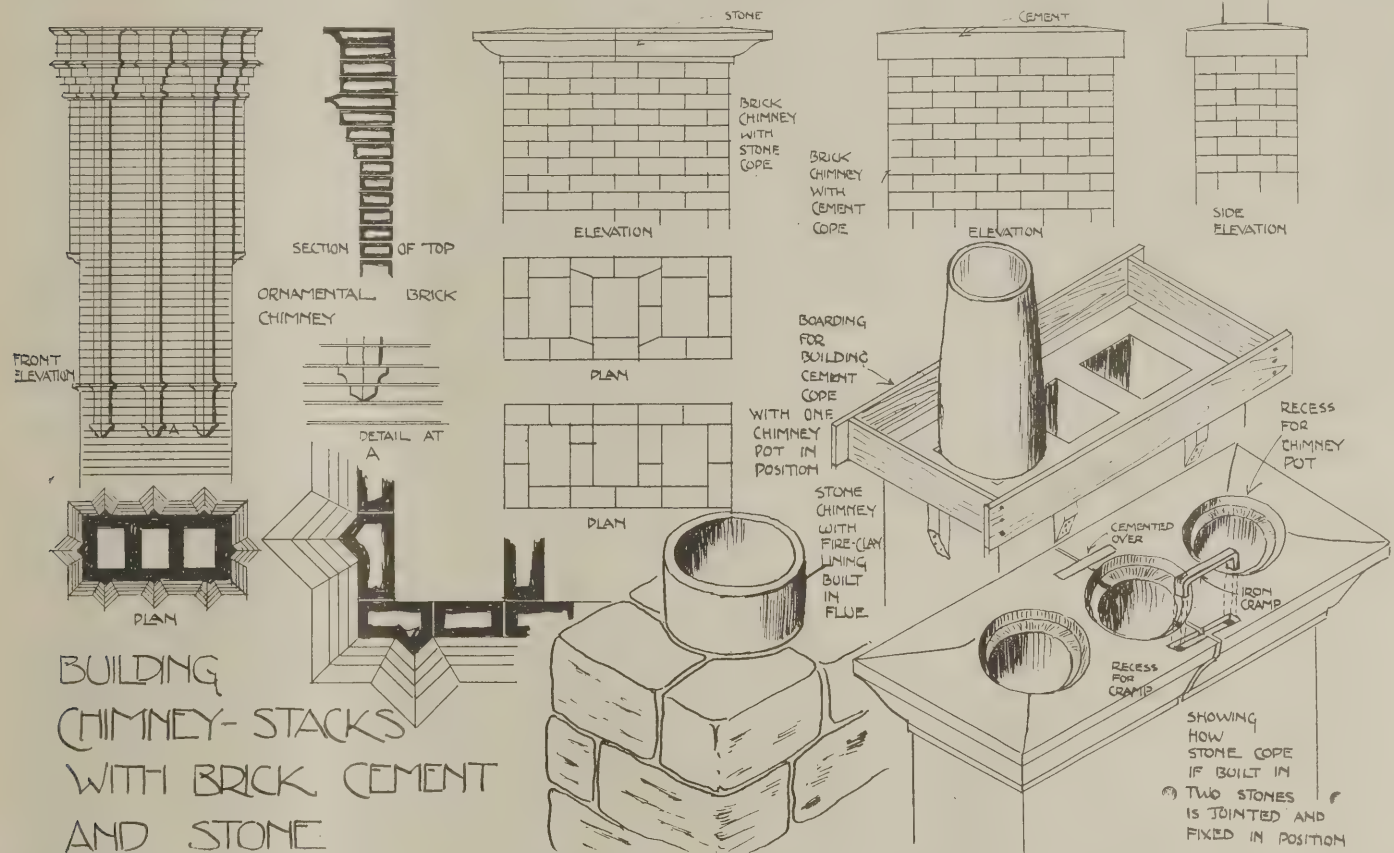 STONE
CEMENT
BRICK
CHIMNEY
WITH
STONE
COPE
BRICK
CHIMNEY
WITH
CEMENT
COPE
ELEVATION
ELEVATION
SIDE
ELEVATION
SECTION OF TOP
ORNAMENTAL BRICK
CHIMNEY
FRONT
ELEVATION
A
DETAIL AT
A
PLAN
PLAN
PLAN
BOARDING
FOR
BUILDING
CEMENT
COPE
WITH ONE
CHIMNEY
POT IN
POSITION
RECESS
FOR
CHIMNEY
POT
STONE
CHIMNEY
WITH
FIRE-CLAY
LINING
BUILT
IN
FLUE
CEMENTED
OVER
IRON
CRAMP
RECESS
FOR
CRAMP
SHOWING
HOW
STONE COPE
IF BUILT IN
TWO STONES
IS JOINTED AND
FIXED IN POSITION
BUILDING
CHIMNEY-STACKS
WITH BRICK CEMENT
AND STONE